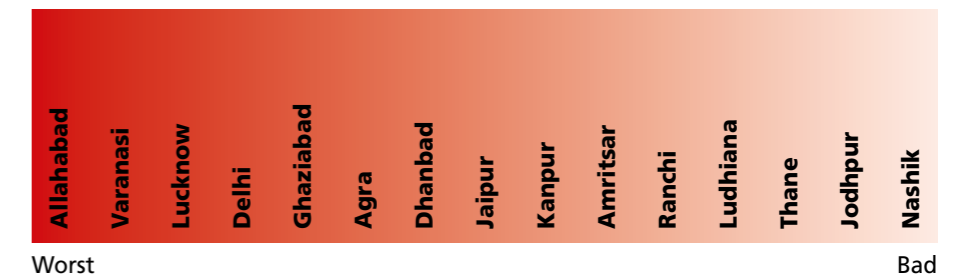 Allahabad
Varanasi
Lucknow
Delhi
Ghaziabad
Agra
Dhanbad
Jaipur
Kanpur
Amritsar
Ranchi
Ludhiana
Thane
Jodhpur
Nashik
Worst
Bad